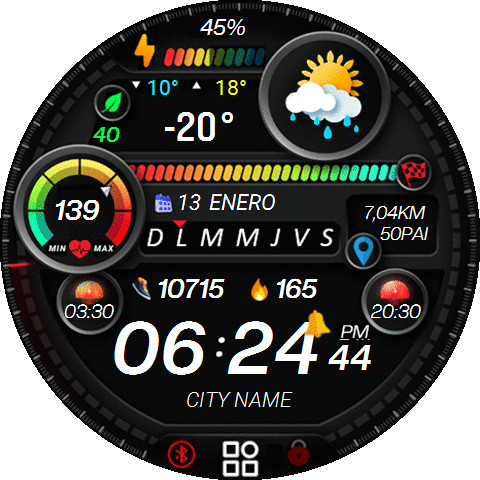 45%
10° 18°
-20°
40
139
MIN MAX
13 ENERO
D L M M J V S
7,04KM
50PAI
10715 165
03:30
20:30
06:24 PM 44
CITY NAME